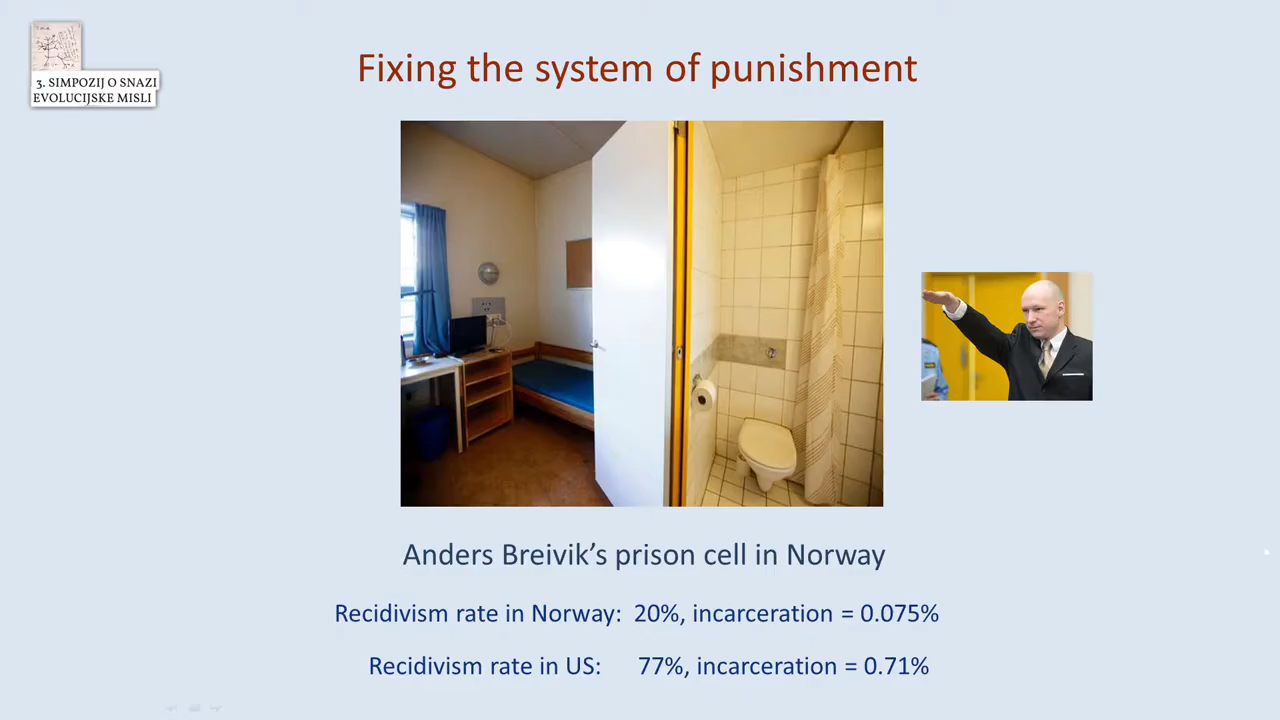 3. SIMPOZIJ O SNAZI
EVOLUCIJSKE MISLI
Fixing the system of punishment
Anders Breivik’s prison cell in Norway
Recidivism rate in Norway: 20%, incarceration = 0.075%
Recidivism rate in US: 77%, incarceration = 0.71%